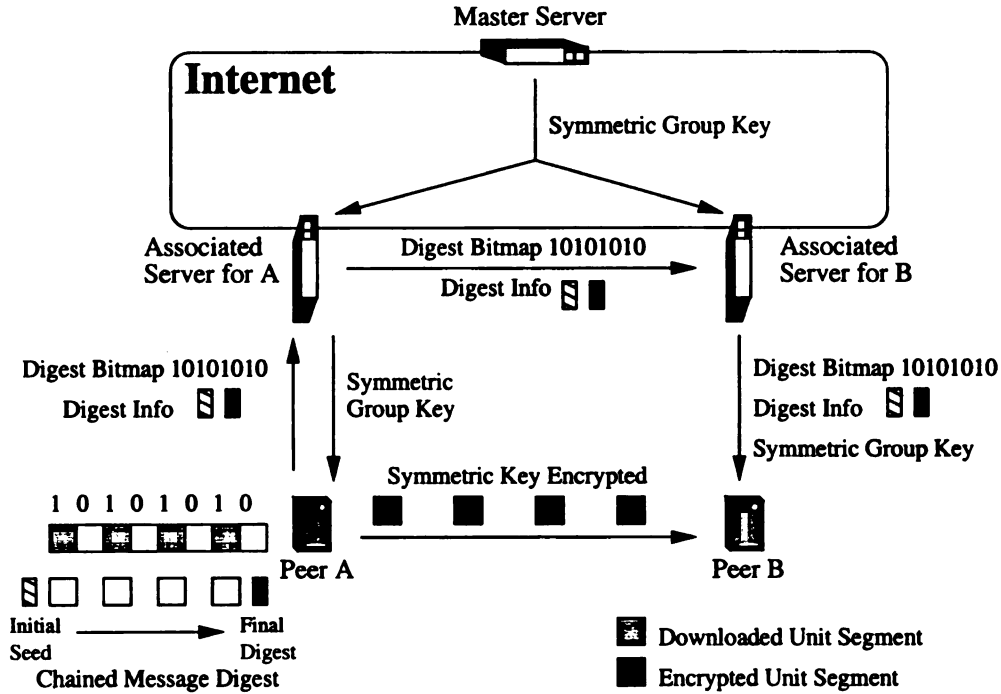 Master Server
Internet
Symmetric Group Key
Associated
Server for A
Digest Bitmap 10101010
Digest Info
Associated
Server for B
Digest Bitmap 10101010
Digest Info
Symmetric
Group Key
Digest Bitmap 10101010
Digest Info
Symmetric Group Key
Symmetric Key Encrypted
1 0 1 0 1 0 1 0
Peer A
Peer B
Initial
Seed
Final
Digest
Chained Message Digest
Downloaded Unit Segment
Encrypted Unit Segment